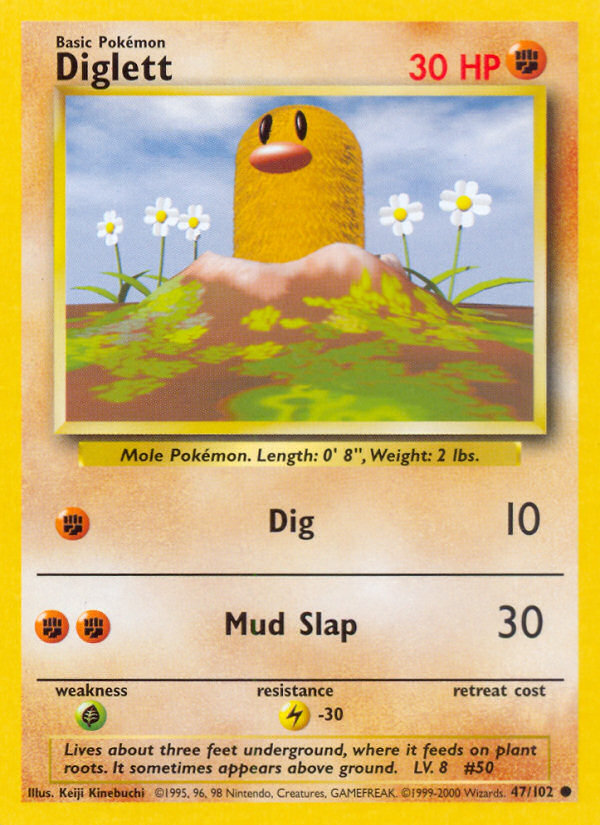 Basic Pokémon
Diglett 30 HP
Mole Pokémon. Length: 0' 8", Weight: 2 lbs.
Dig 10
Mud Slap 30
weakness resistance retreat cost
-30
Lives about three feet underground, where it feeds on plant
roots. It sometimes appears above ground. LV. 8 #50
Illus. Keiji Kinebuchi ©1995, 96, 98 Nintendo, Creatures, GAMEFREAK. ©1999-2000 Wizards. 47/102